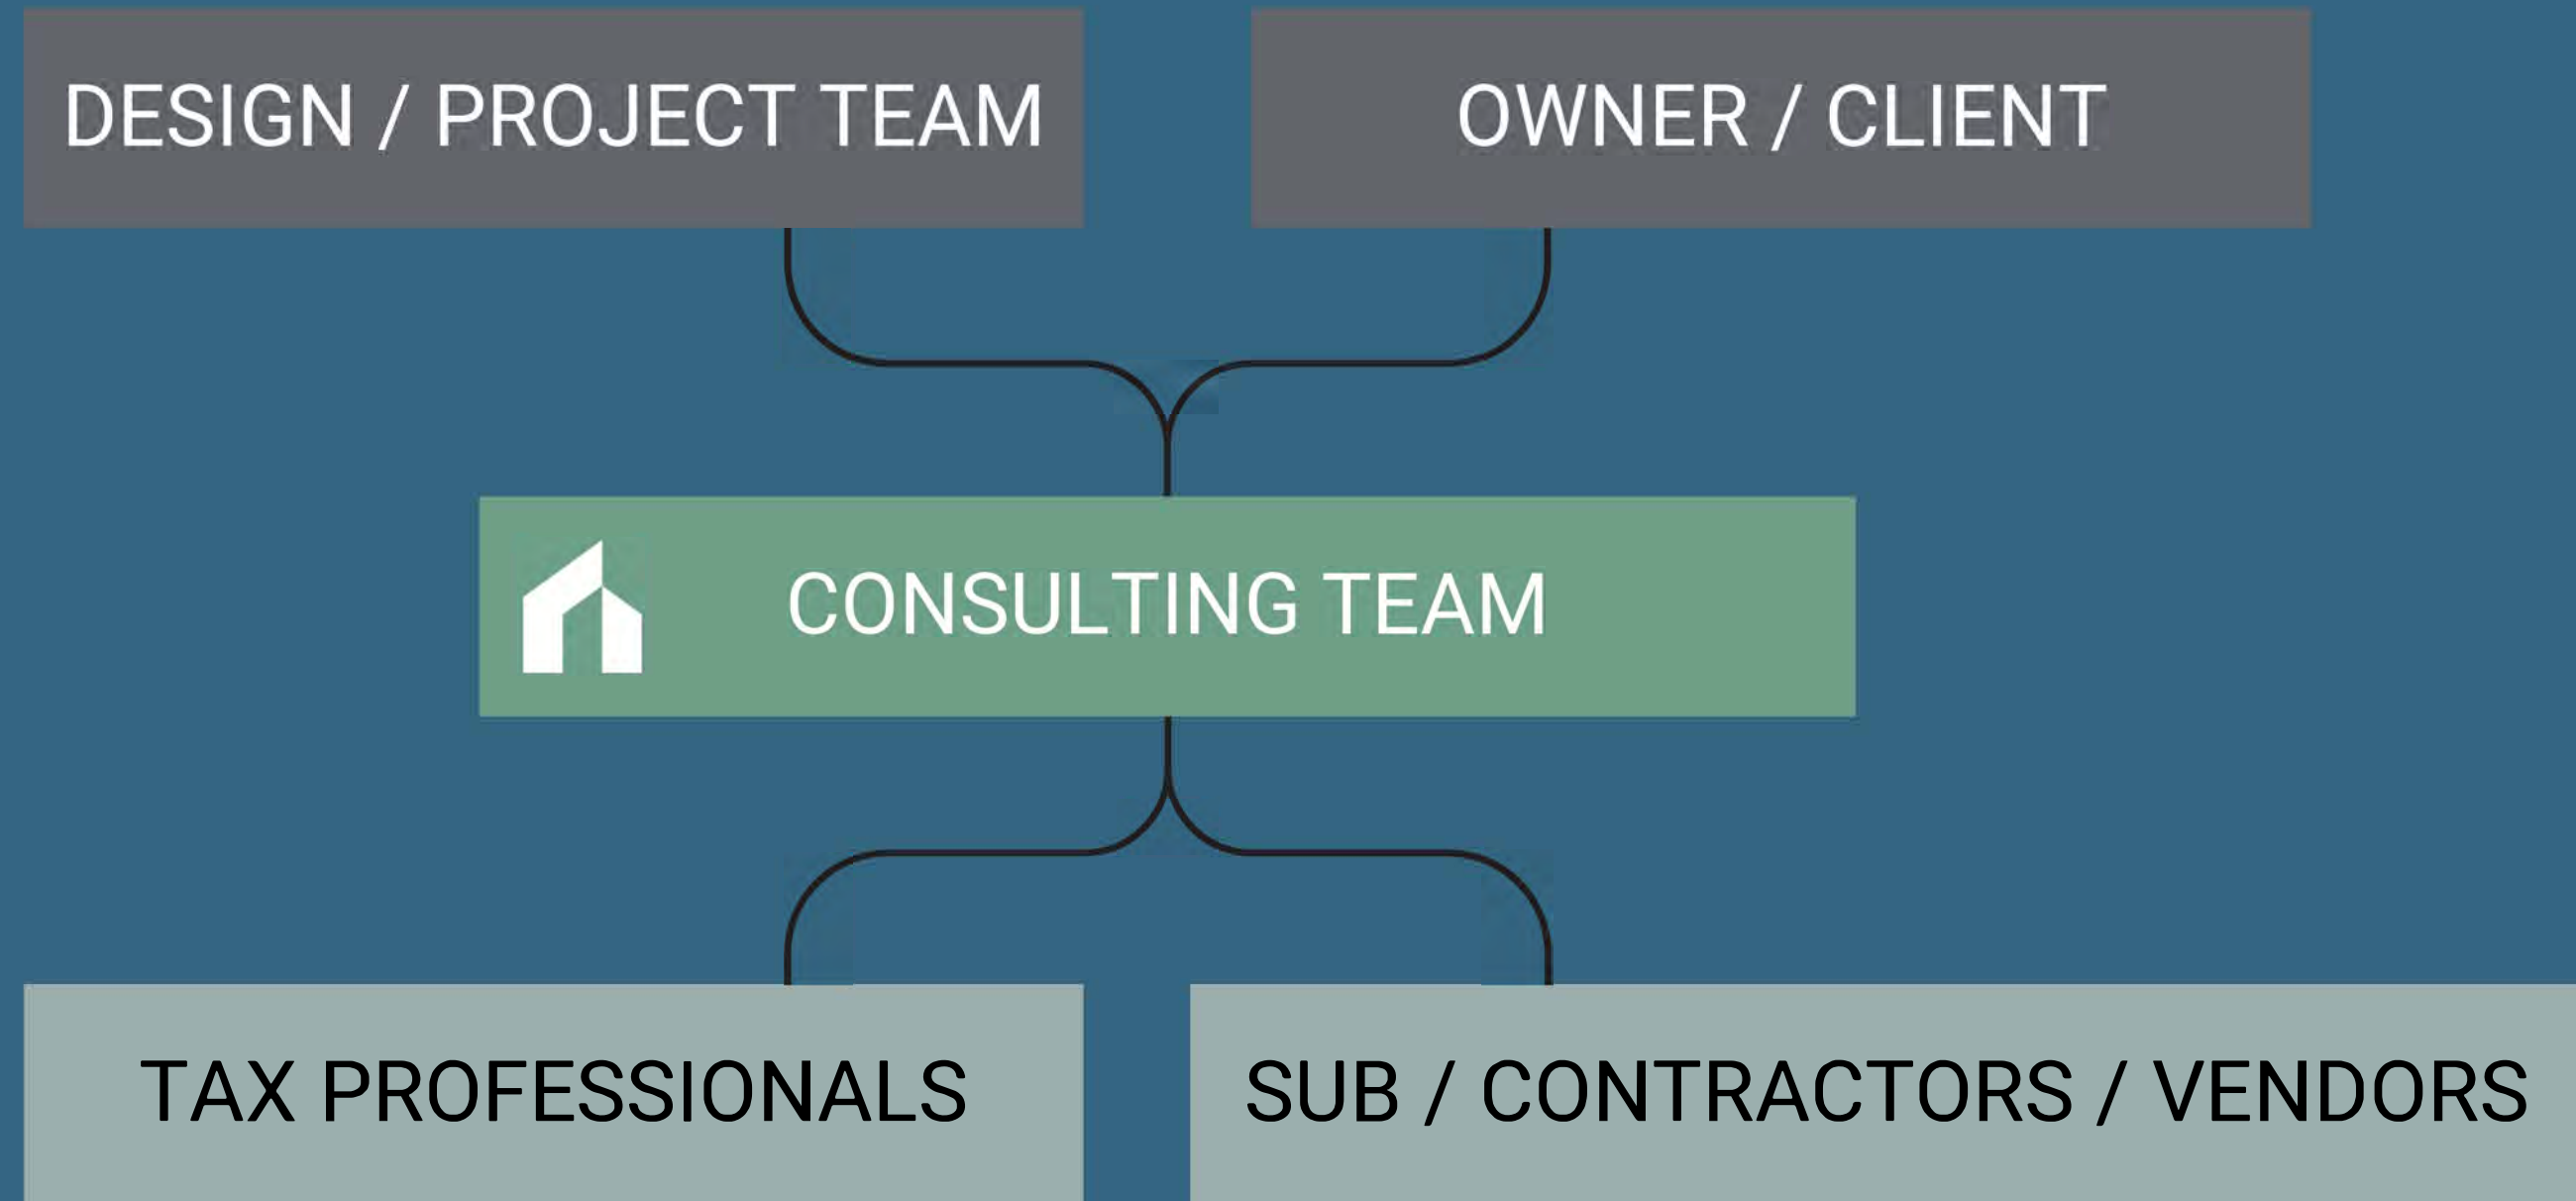 DESIGN / PROJECT TEAM
OWNER / CLIENT
CONSULTING TEAM
TAX PROFESSIONALS
SUB / CONTRACTORS / VENDORS